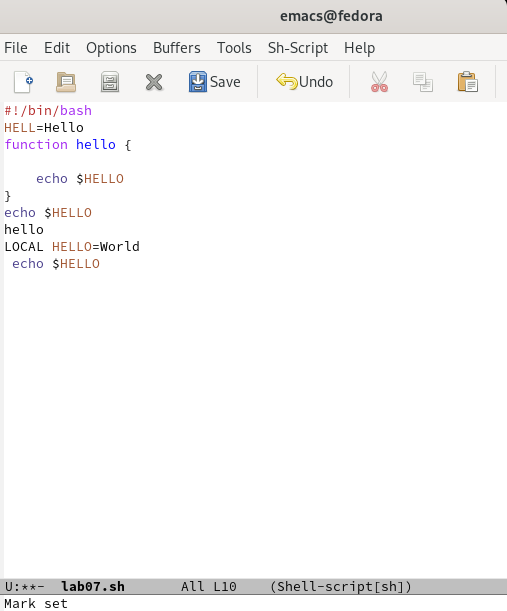 emacs@fedora
File Edit Options Buffers Tools Sh-Script Help
Save Undo
#!/bin/bash
HELL=Hello
function hello {
echo $HELLO
}
echo $HELLO
hello
LOCAL HELLO=World
echo $HELLO
U:**- lab07.sh All L10 (Shell-script[sh])
Mark set